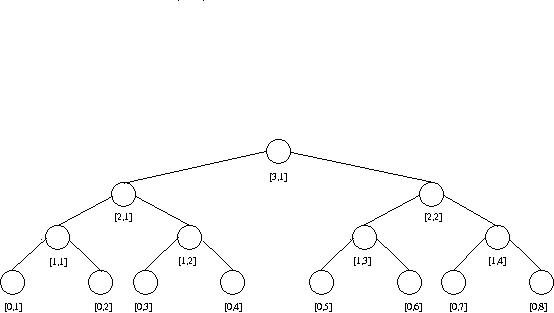 [3,1]
[2,1] [2,2]
[1,1] [1,2] [1,3] [1,4]
[0,1] [0,2] [0,3] [0,4] [0,5] [0,6] [0,7] [0,8]